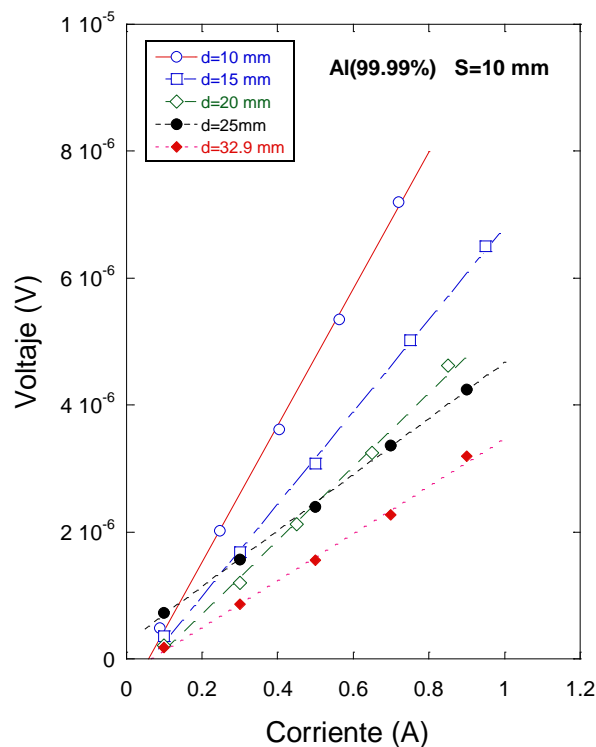 1 10⁻⁵
8 10⁻⁶
6 10⁻⁶
4 10⁻⁶
2 10⁻⁶
0
Voltaje (V)
d=10 mm
d=15 mm
d=20 mm
d=25mm
d=32.9 mm
Al(99.99%) S=10 mm
0 0.2 0.4 0.6 0.8 1 1.2
Corriente (A)